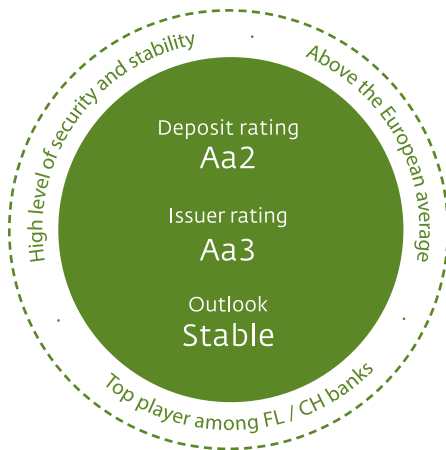 High level of security and stability
Above the European average
Deposit rating
Aa2
Issuer rating
Aa3
Outlook
Stable
Top player among FL / CH banks